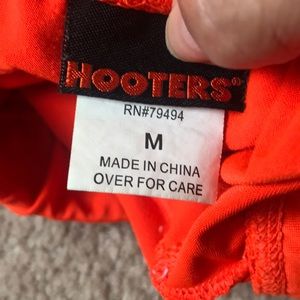 HOOTERS
RN#79494
M
MADE IN CHINA
OVER FOR CARE